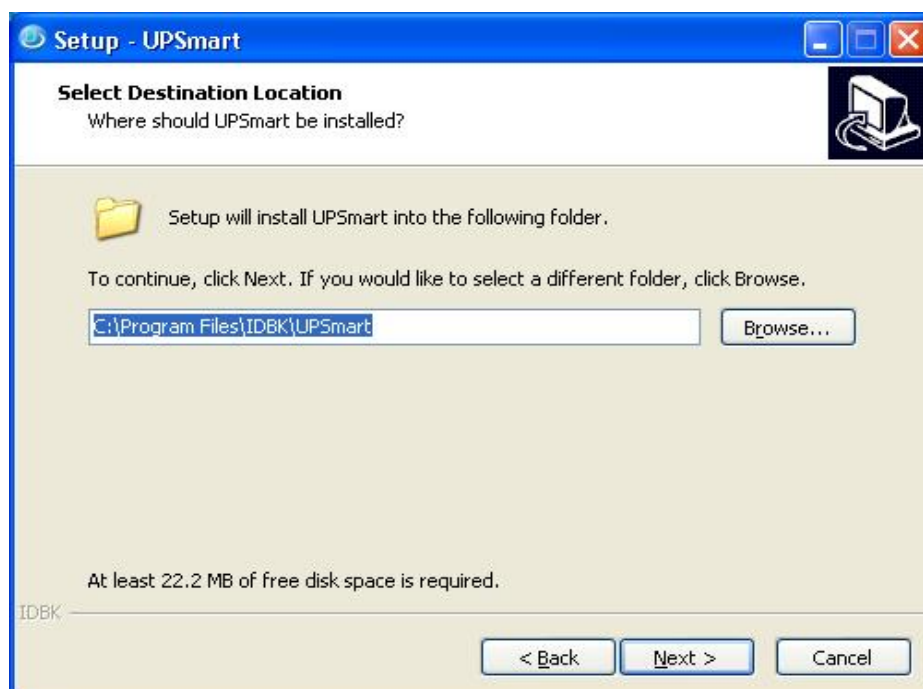 Setup - UPSmart
Select Destination Location
Where should UPSmart be installed?
Setup will install UPSmart into the following folder.
To continue, click Next. If you would like to select a different folder, click Browse.
C:\Program Files\IDBK\UPSmart
Browse...
At least 22.2 MB of free disk space is required.
IDBK
< Back
Next >
Cancel